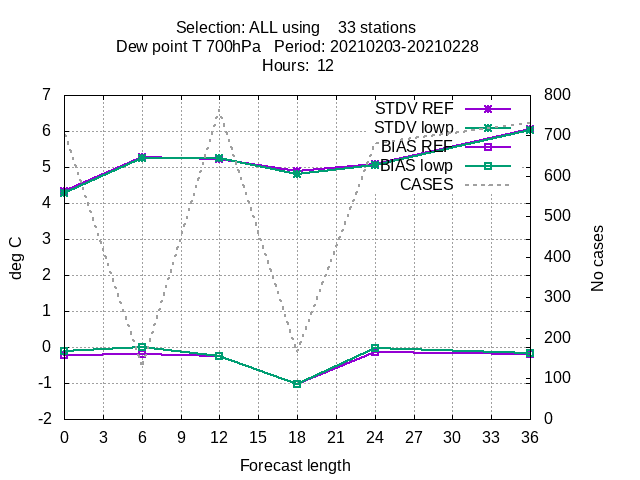 Selection: ALL using    33 stations
Dew point T 700hPa   Period: 20210203-20210228
Hours:  12
7
6
5
4
3
2
1
0
-1
-2
800
700
600
500
400
300
200
100
0
STDV REF
STDV lowp
BIAS REF
BIAS lowp
CASES
deg C
No cases
0 3 6 9 12 15 18 21 24 27 30 33 36
Forecast length